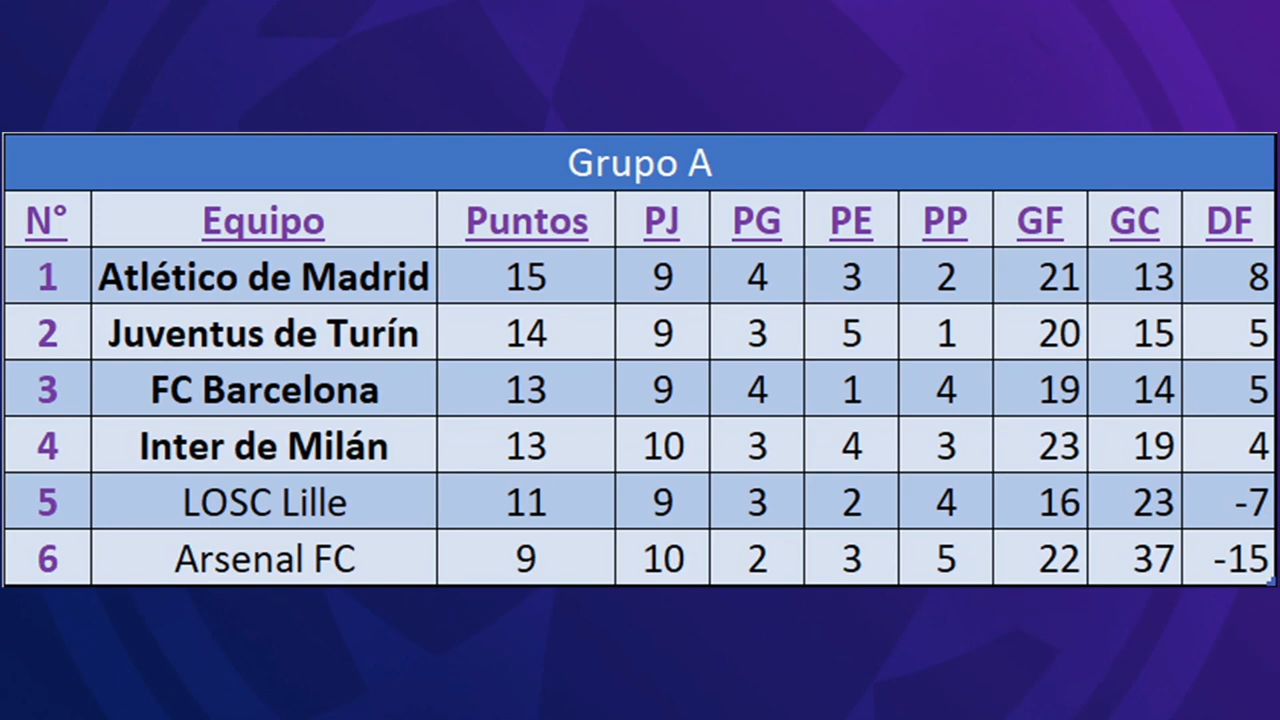 Grupo A
N° Equipo Puntos PJ PG PE PP GF GC DF
1 Atlético de Madrid 15 9 4 3 2 21 13 8
2 Juventus de Turín 14 9 3 5 1 20 15 5
3 FC Barcelona 13 9 4 1 4 19 14 5
4 Inter de Milán 13 10 3 4 3 23 19 4
5 LOSC Lille 11 9 3 2 4 16 23 -7
6 Arsenal FC 9 10 2 3 5 22 37 -15